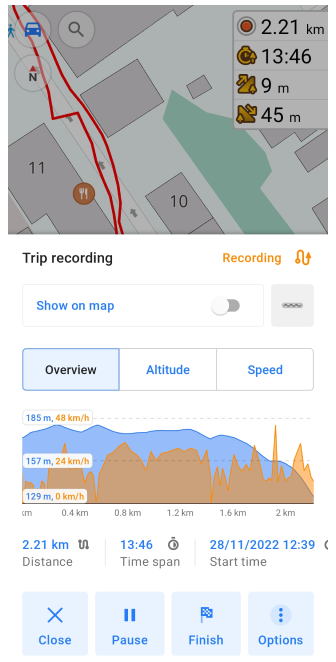 2.21 km
13:46
9 m
45 m
N
11
10
Trip recording
Recording
Show on map
Overview
Altitude
Speed
185 m, 48 km/h
157 m, 24 km/h
129 m, 0 km/h
km 0.4 km 0.8 km 1.2 km 1.6 km 2 km
2.21 km 13:46 28/11/2022 12:39
Distance Time span Start time
Close Pause Finish Options